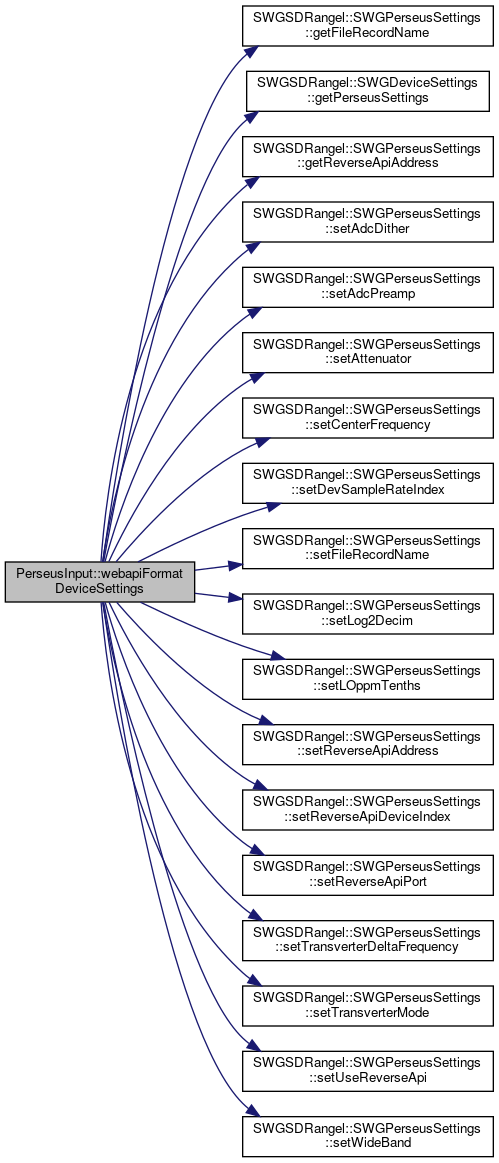 SWGSDRangel::SWGPerseusSettings
::getFileRecordName
SWGSDRangel::SWGDeviceSettings
::getPerseusSettings
SWGSDRangel::SWGPerseusSettings
::getReverseApiAddress
SWGSDRangel::SWGPerseusSettings
::setAdcDither
SWGSDRangel::SWGPerseusSettings
::setAdcPreamp
SWGSDRangel::SWGPerseusSettings
::setAttenuator
SWGSDRangel::SWGPerseusSettings
::setCenterFrequency
SWGSDRangel::SWGPerseusSettings
::setDevSampleRateIndex
SWGSDRangel::SWGPerseusSettings
::setFileRecordName
PerseusInput::webapiFormat
DeviceSettings
SWGSDRangel::SWGPerseusSettings
::setLog2Decim
SWGSDRangel::SWGPerseusSettings
::setLOppmTenths
SWGSDRangel::SWGPerseusSettings
::setReverseApiAddress
SWGSDRangel::SWGPerseusSettings
::setReverseApiDeviceIndex
SWGSDRangel::SWGPerseusSettings
::setReverseApiPort
SWGSDRangel::SWGPerseusSettings
::setTransverterDeltaFrequency
SWGSDRangel::SWGPerseusSettings
::setTransverterMode
SWGSDRangel::SWGPerseusSettings
::setUseReverseApi
SWGSDRangel::SWGPerseusSettings
::setWideBand